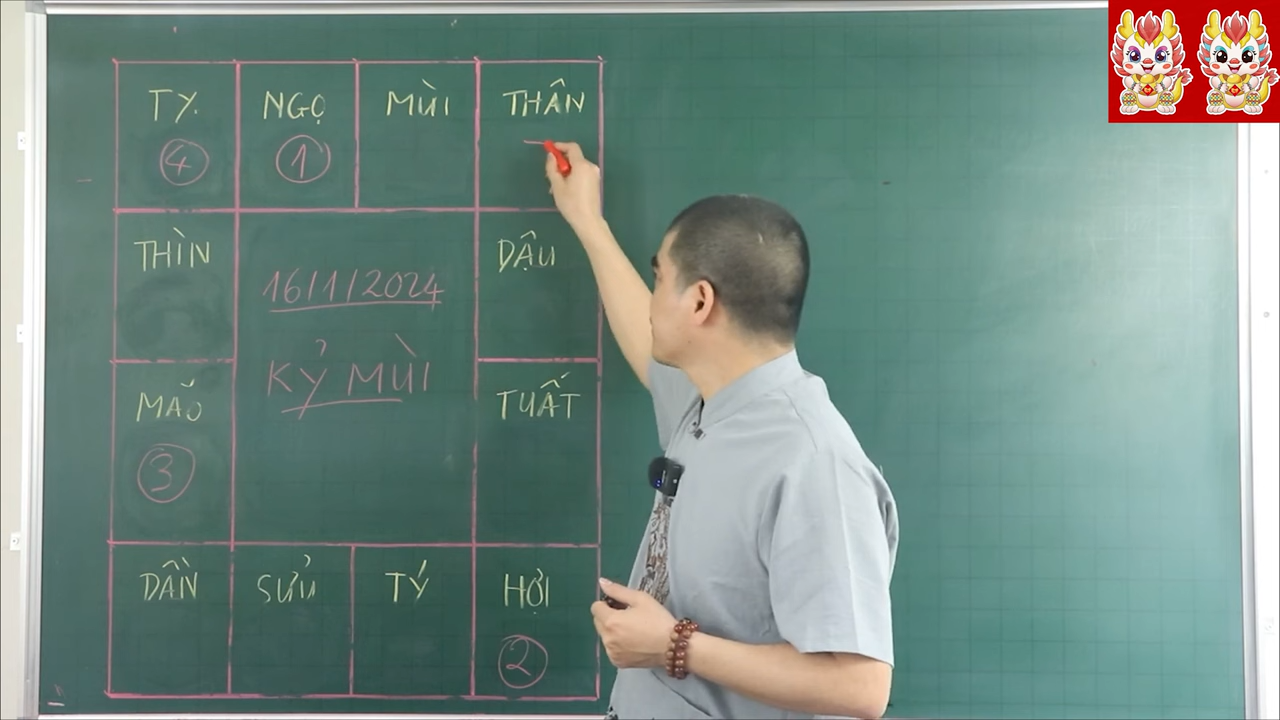 TỴ
NGỌ
MÙI
THÂN
4
1
THÌN
DẬU
16/1/2024
KỶ MÙI
MÃO
TUẤT
3
DẦN
SỬU
TÝ
HỢI
2